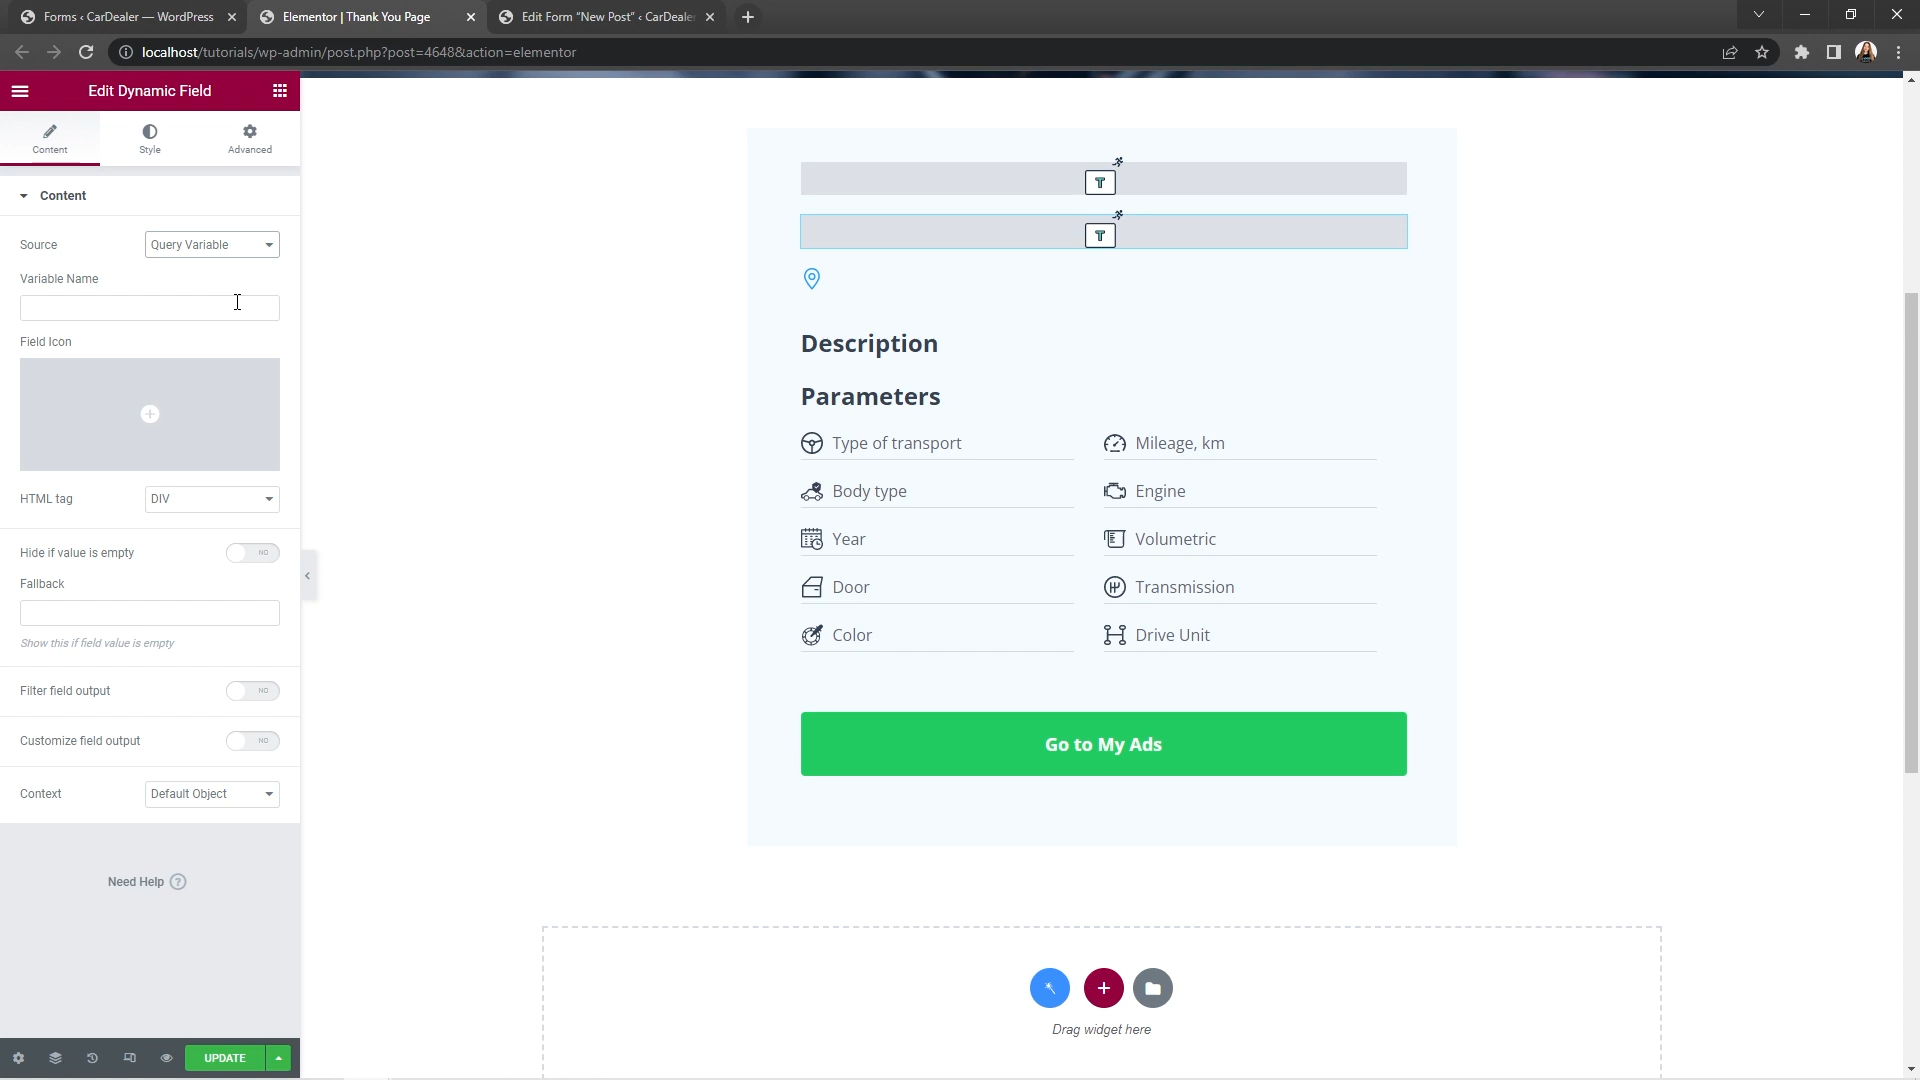 Forms ‹ CarDealer — WordPress
Elementor | Thank You Page
Edit Form "New Post" ‹ CarDealer
localhost/tutorials/wp-admin/post.php?post=4648&action=elementor
Edit Dynamic Field
Content
Style
Advanced
Content
Source
Query Variable
Variable Name
Field Icon
HTML tag
DIV
Hide if value is empty
NO
Fallback
Show this if field value is empty
Filter field output
NO
Customize field output
NO
Context
Default Object
Need Help
UPDATE
T
T
Description
Parameters
Type of transport
Mileage, km
Body type
Engine
Year
Volumetric
Door
Transmission
Color
Drive Unit
Go to My Ads
Drag widget here